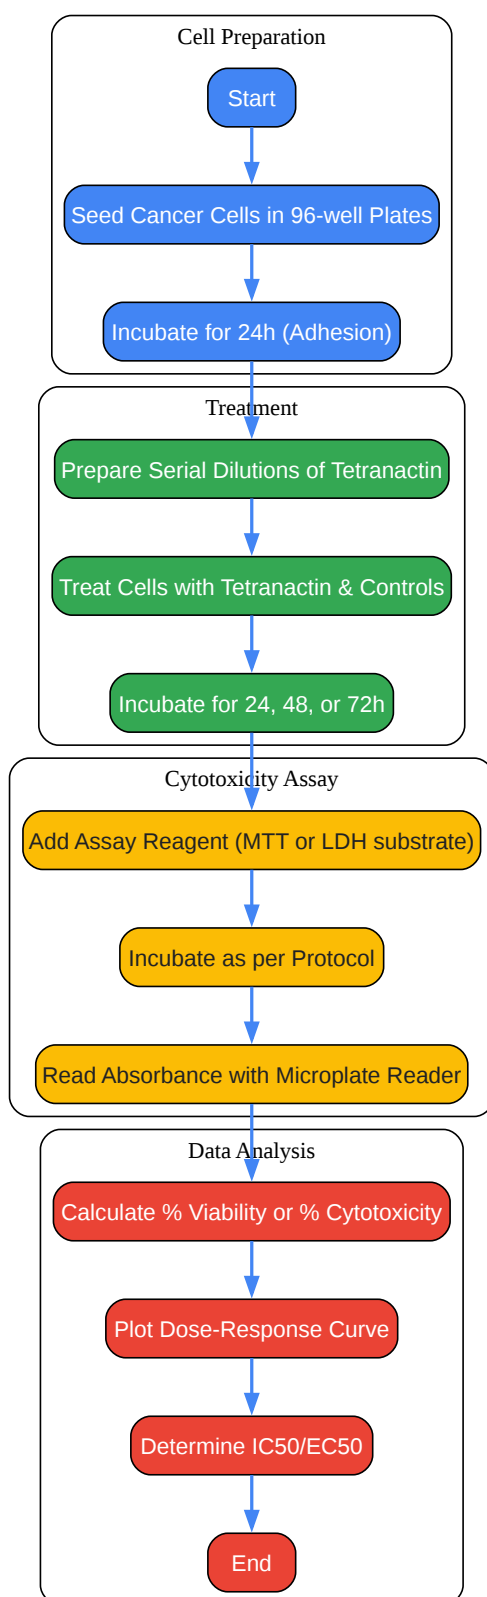 Cell Preparation
Start
Seed Cancer Cells in 96-well Plates
Incubate for 24h (Adhesion)
Treatment
Prepare Serial Dilutions of Tetranactin
Treat Cells with Tetranactin & Controls
Incubate for 24, 48, or 72h
Cytotoxicity Assay
Add Assay Reagent (MTT or LDH substrate)
Incubate as per Protocol
Read Absorbance with Microplate Reader
Data Analysis
Calculate % Viability or % Cytotoxicity
Plot Dose-Response Curve
Determine IC50/EC50
End